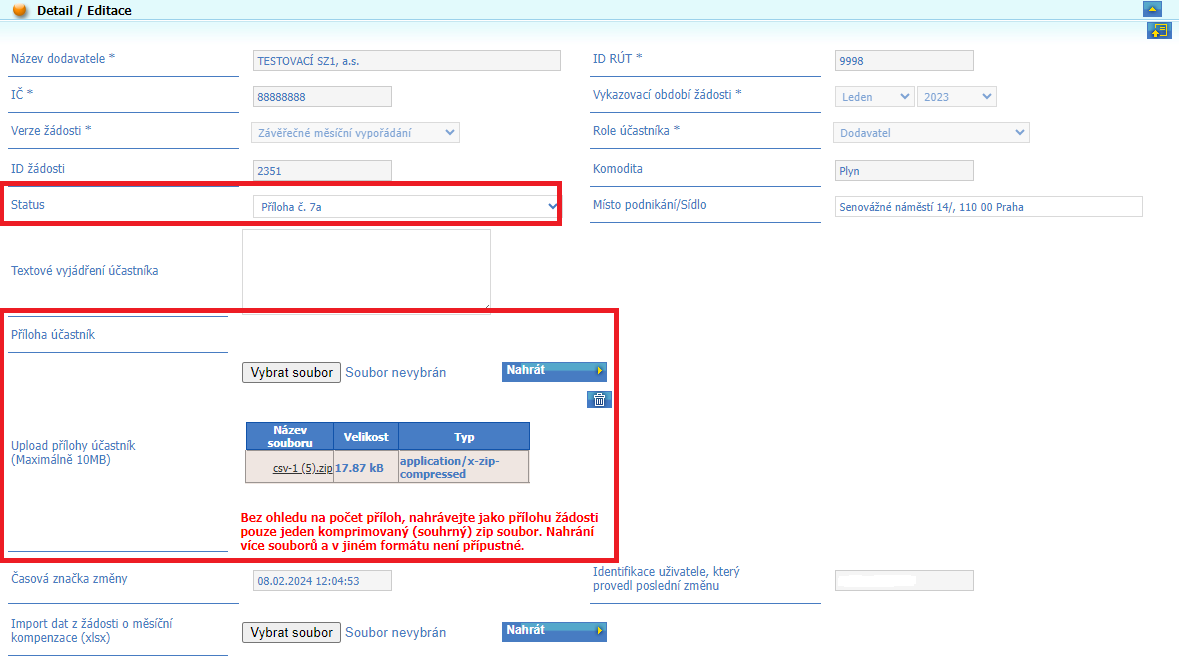 Detail / Editace
Název dodavatele *
TESTOVACÍ SZ1, a.s.
ID RÚT *
9998
IČ *
88888888
Vykazovací období žádosti *
Leden
2023
Verze žádosti *
Závěřečné měsíční vypořádání
Role účastníka *
Dodavatel
ID žádosti
2351
Komodita
Plyn
Status
Příloha č. 7a
Místo podnikání/Sídlo
Senovážné náměstí 14/, 110 00 Praha
Textové vyjádření účastníka
Příloha účastník
Vybrat soubor
Soubor nevybrán
Nahrát
Upload přílohy účastník
(Maximálně 10MB)
Název
souboru
Velikost
Typ
csv-1 (5).zip
17.87 kB
application/x-zip-
compressed
Bez ohledu na počet příloh, nahrávejte jako přílohu žádosti
pouze jeden komprimovaný (souhrný) zip soubor. Nahrání
více souborů a v jiném formátu není přípustné.
Časová značka změny
08.02.2024 12:04:53
Identifikace uživatele, který
provedl poslední změnu
Import dat z žádosti o měsíční
kompenzace (xlsx)
Vybrat soubor
Soubor nevybrán
Nahrát